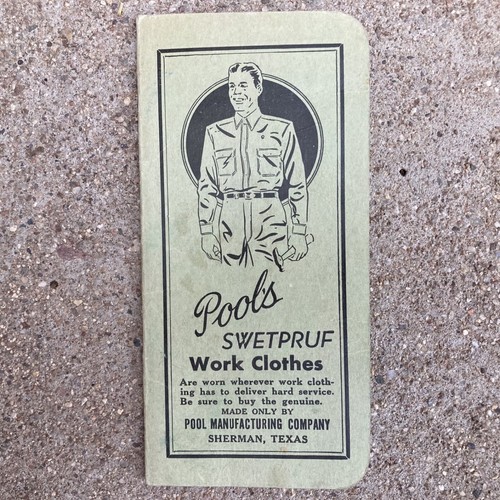 Pool's
SWETPRUF
Work Clothes
Are worn wherever work cloth-
ing has to deliver hard service.
Be sure to buy the genuine.
MADE ONLY BY
POOL MANUFACTURING COMPANY
SHERMAN, TEXAS